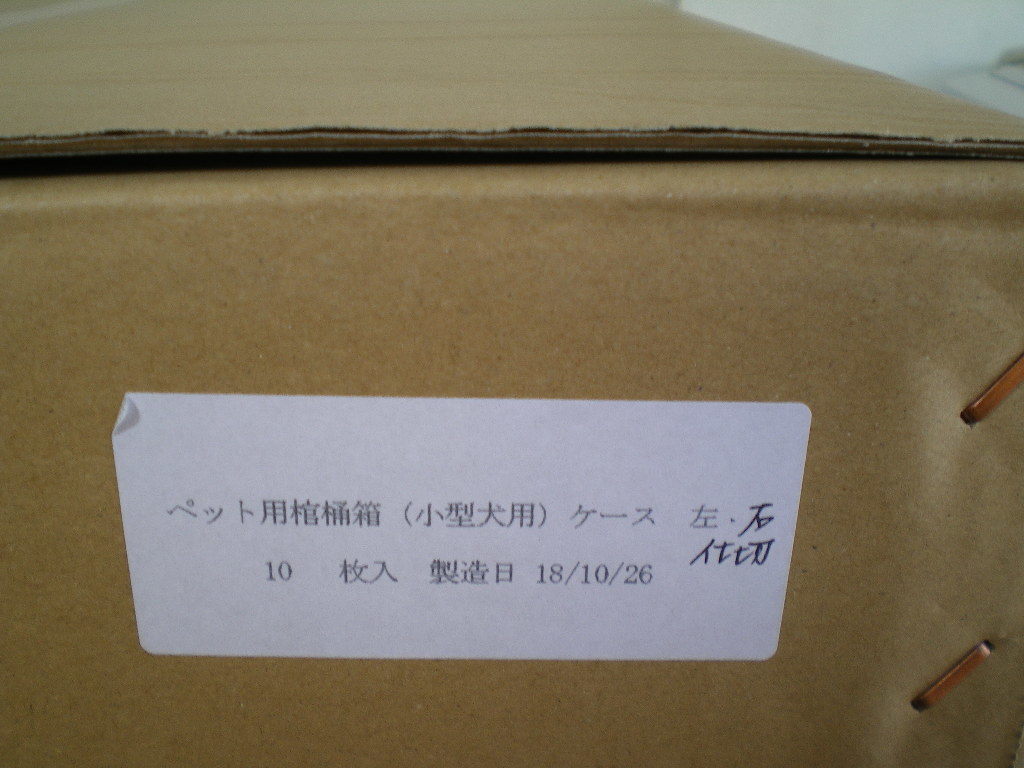 ペット用棺桶箱（小型犬用）ケース 左.右
仕切
10 枚入 製造日 18/10/26